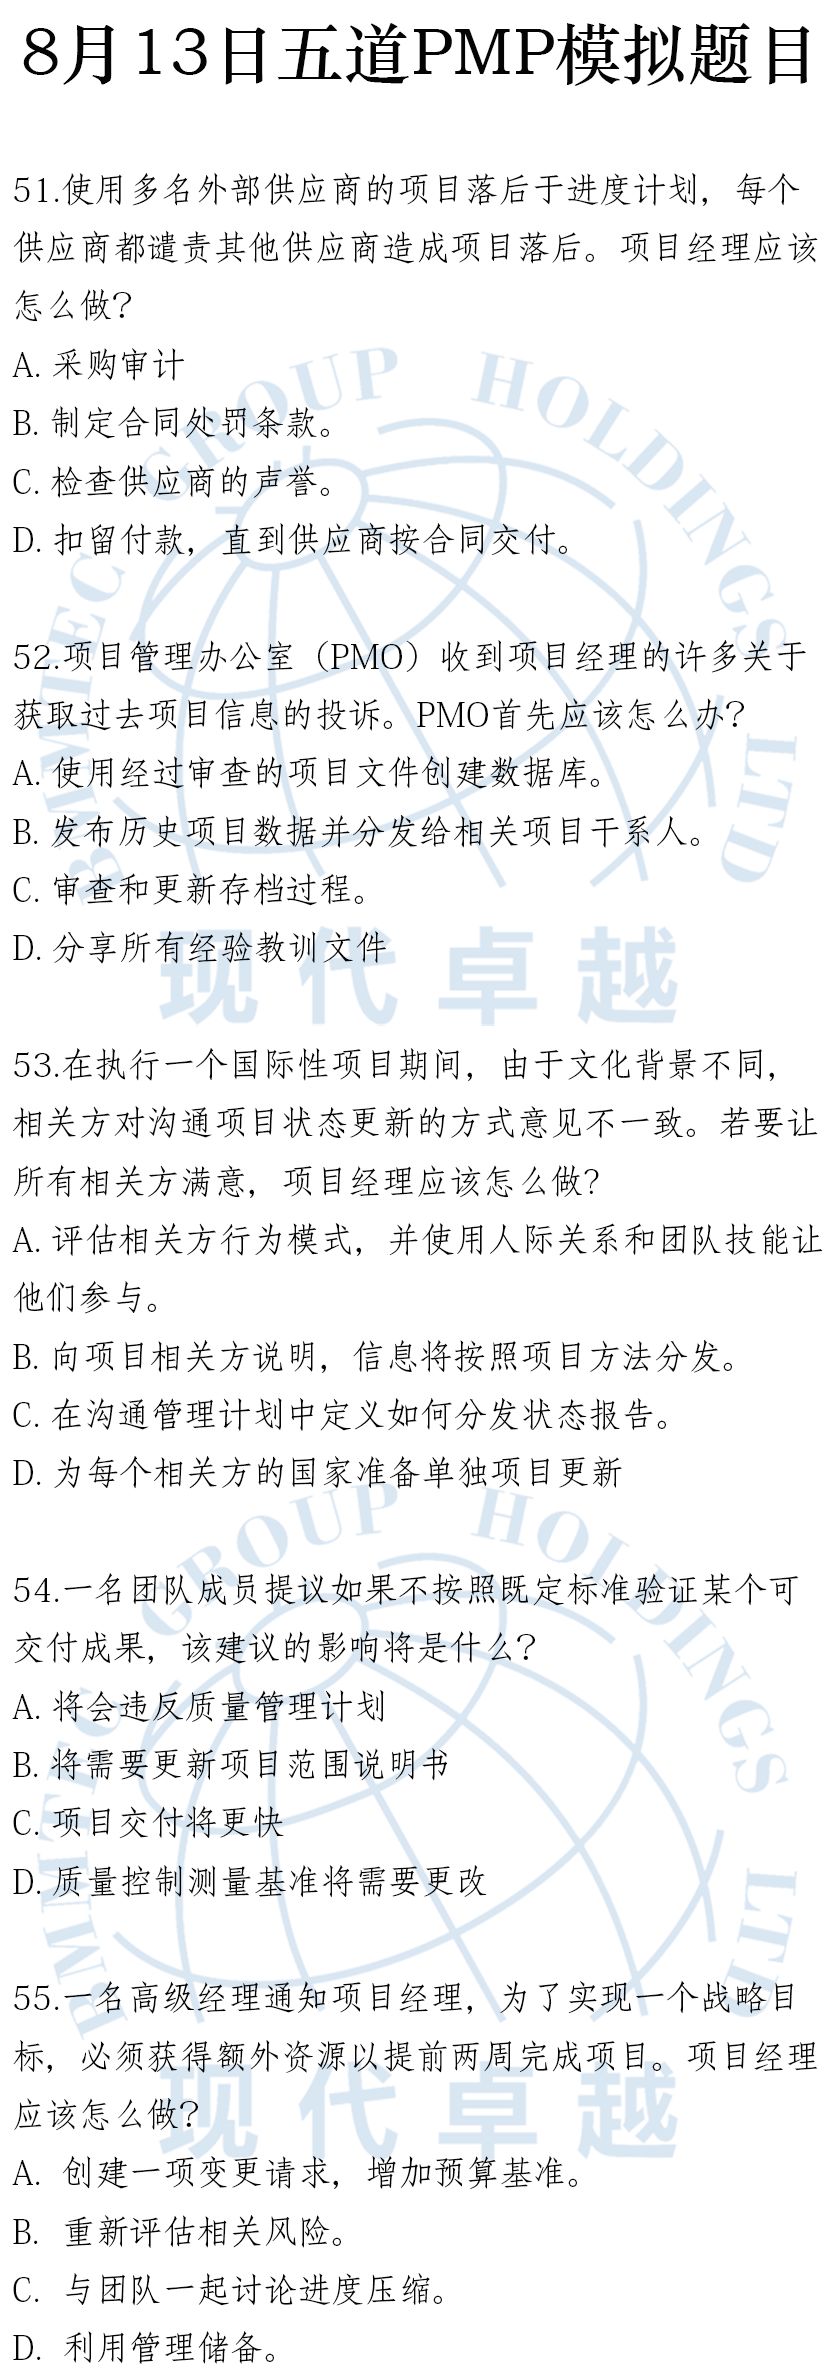 8月13日五道PMP模拟题目
51.使用多名外部供应商的项目落后于进度计划，每个
供应商都谴责其他供应商造成项目落后。项目经理应该
怎么做？
A. 采购审计
B. 制定合同处罚条款。
C. 检查供应商的声誉。
D. 扣留付款，直到供应商按合同交付。
52.项目管理办公室（PMO）收到项目经理的许多关于
获取过去项目信息的投诉。PMO首先应该怎么办？
A. 使用经过审查的项目文件创建数据库。
B. 发布历史项目数据并分发给相关项目干系人。
C. 审查和更新存档过程。
D. 分享所有经验教训文件
53.在执行一个国际性项目期间，由于文化背景不同，
相关方对沟通项目状态更新的方式意见不一致。若要让
所有相关方满意，项目经理应该怎么做？
A. 评估相关方行为模式，并使用人际关系和团队技能让
他们参与。
B. 向项目相关方说明，信息将按照项目方法分发。
C. 在沟通管理计划中定义如何分发状态报告。
D. 为每个相关方的国家准备单独项目更新
54.一名团队成员提议如果不按照既定标准验证某个可
交付成果，该建议的影响将是什么？
A. 将会违反质量管理计划
B. 将需要更新项目范围说明书
C. 项目交付将更快
D. 质量控制测量基准将需要更改
55.一名高级经理通知项目经理，为了实现一个战略目
标，必须获得额外资源以提前两周完成项目。项目经理
应该怎么做？
A. 创建一项变更请求，增加预算基准。
B. 重新评估相关风险。
C. 与团队一起讨论进度压缩。
D. 利用管理储备。
BMMTEC GROUP HOLDINGS LTD
现代卓越
BMMTEC GROUP HOLDINGS LTD
现代卓越